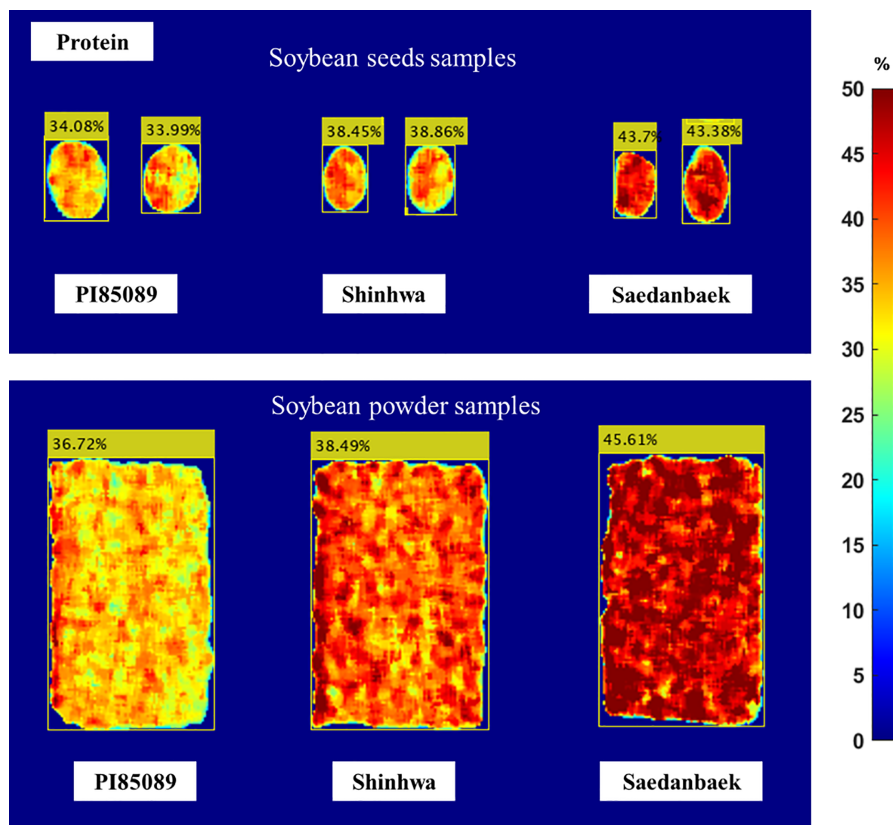 Protein
Soybean seeds samples
34.08%
33.99%
38.45%
38.86%
43.7%
43.38%
PI85089
Shinhwa
Saedanbaek
Soybean powder samples
36.72%
38.49%
45.61%
PI85089
Shinhwa
Saedanbaek
%
50
45
40
35
30
25
20
15
10
5
0